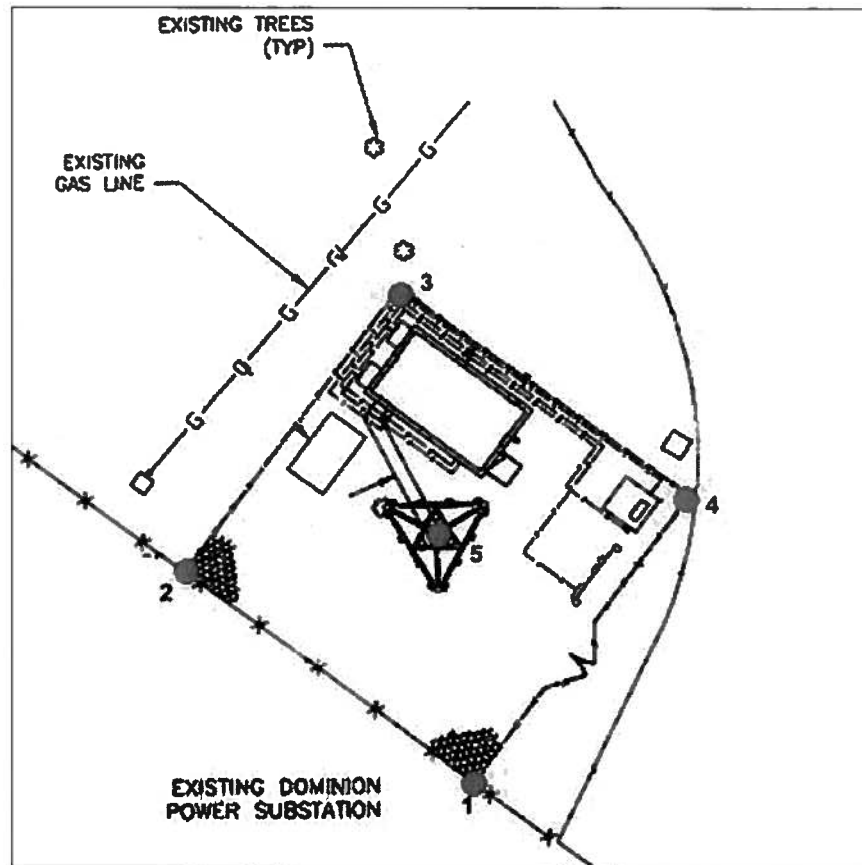 EXISTING TREES
(TYP)
EXISTING
GAS LINE
G
G
G
G
G
G
G
3
4
5
2
1
EXISTING DOMINION
POWER SUBSTATION